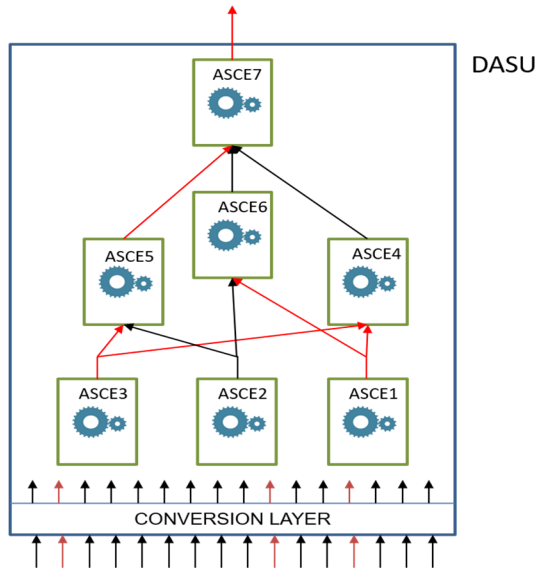 ASCE7
DASU
ASCE6
ASCE5
ASCE4
ASCE3
ASCE2
ASCE1
CONVERSION LAYER